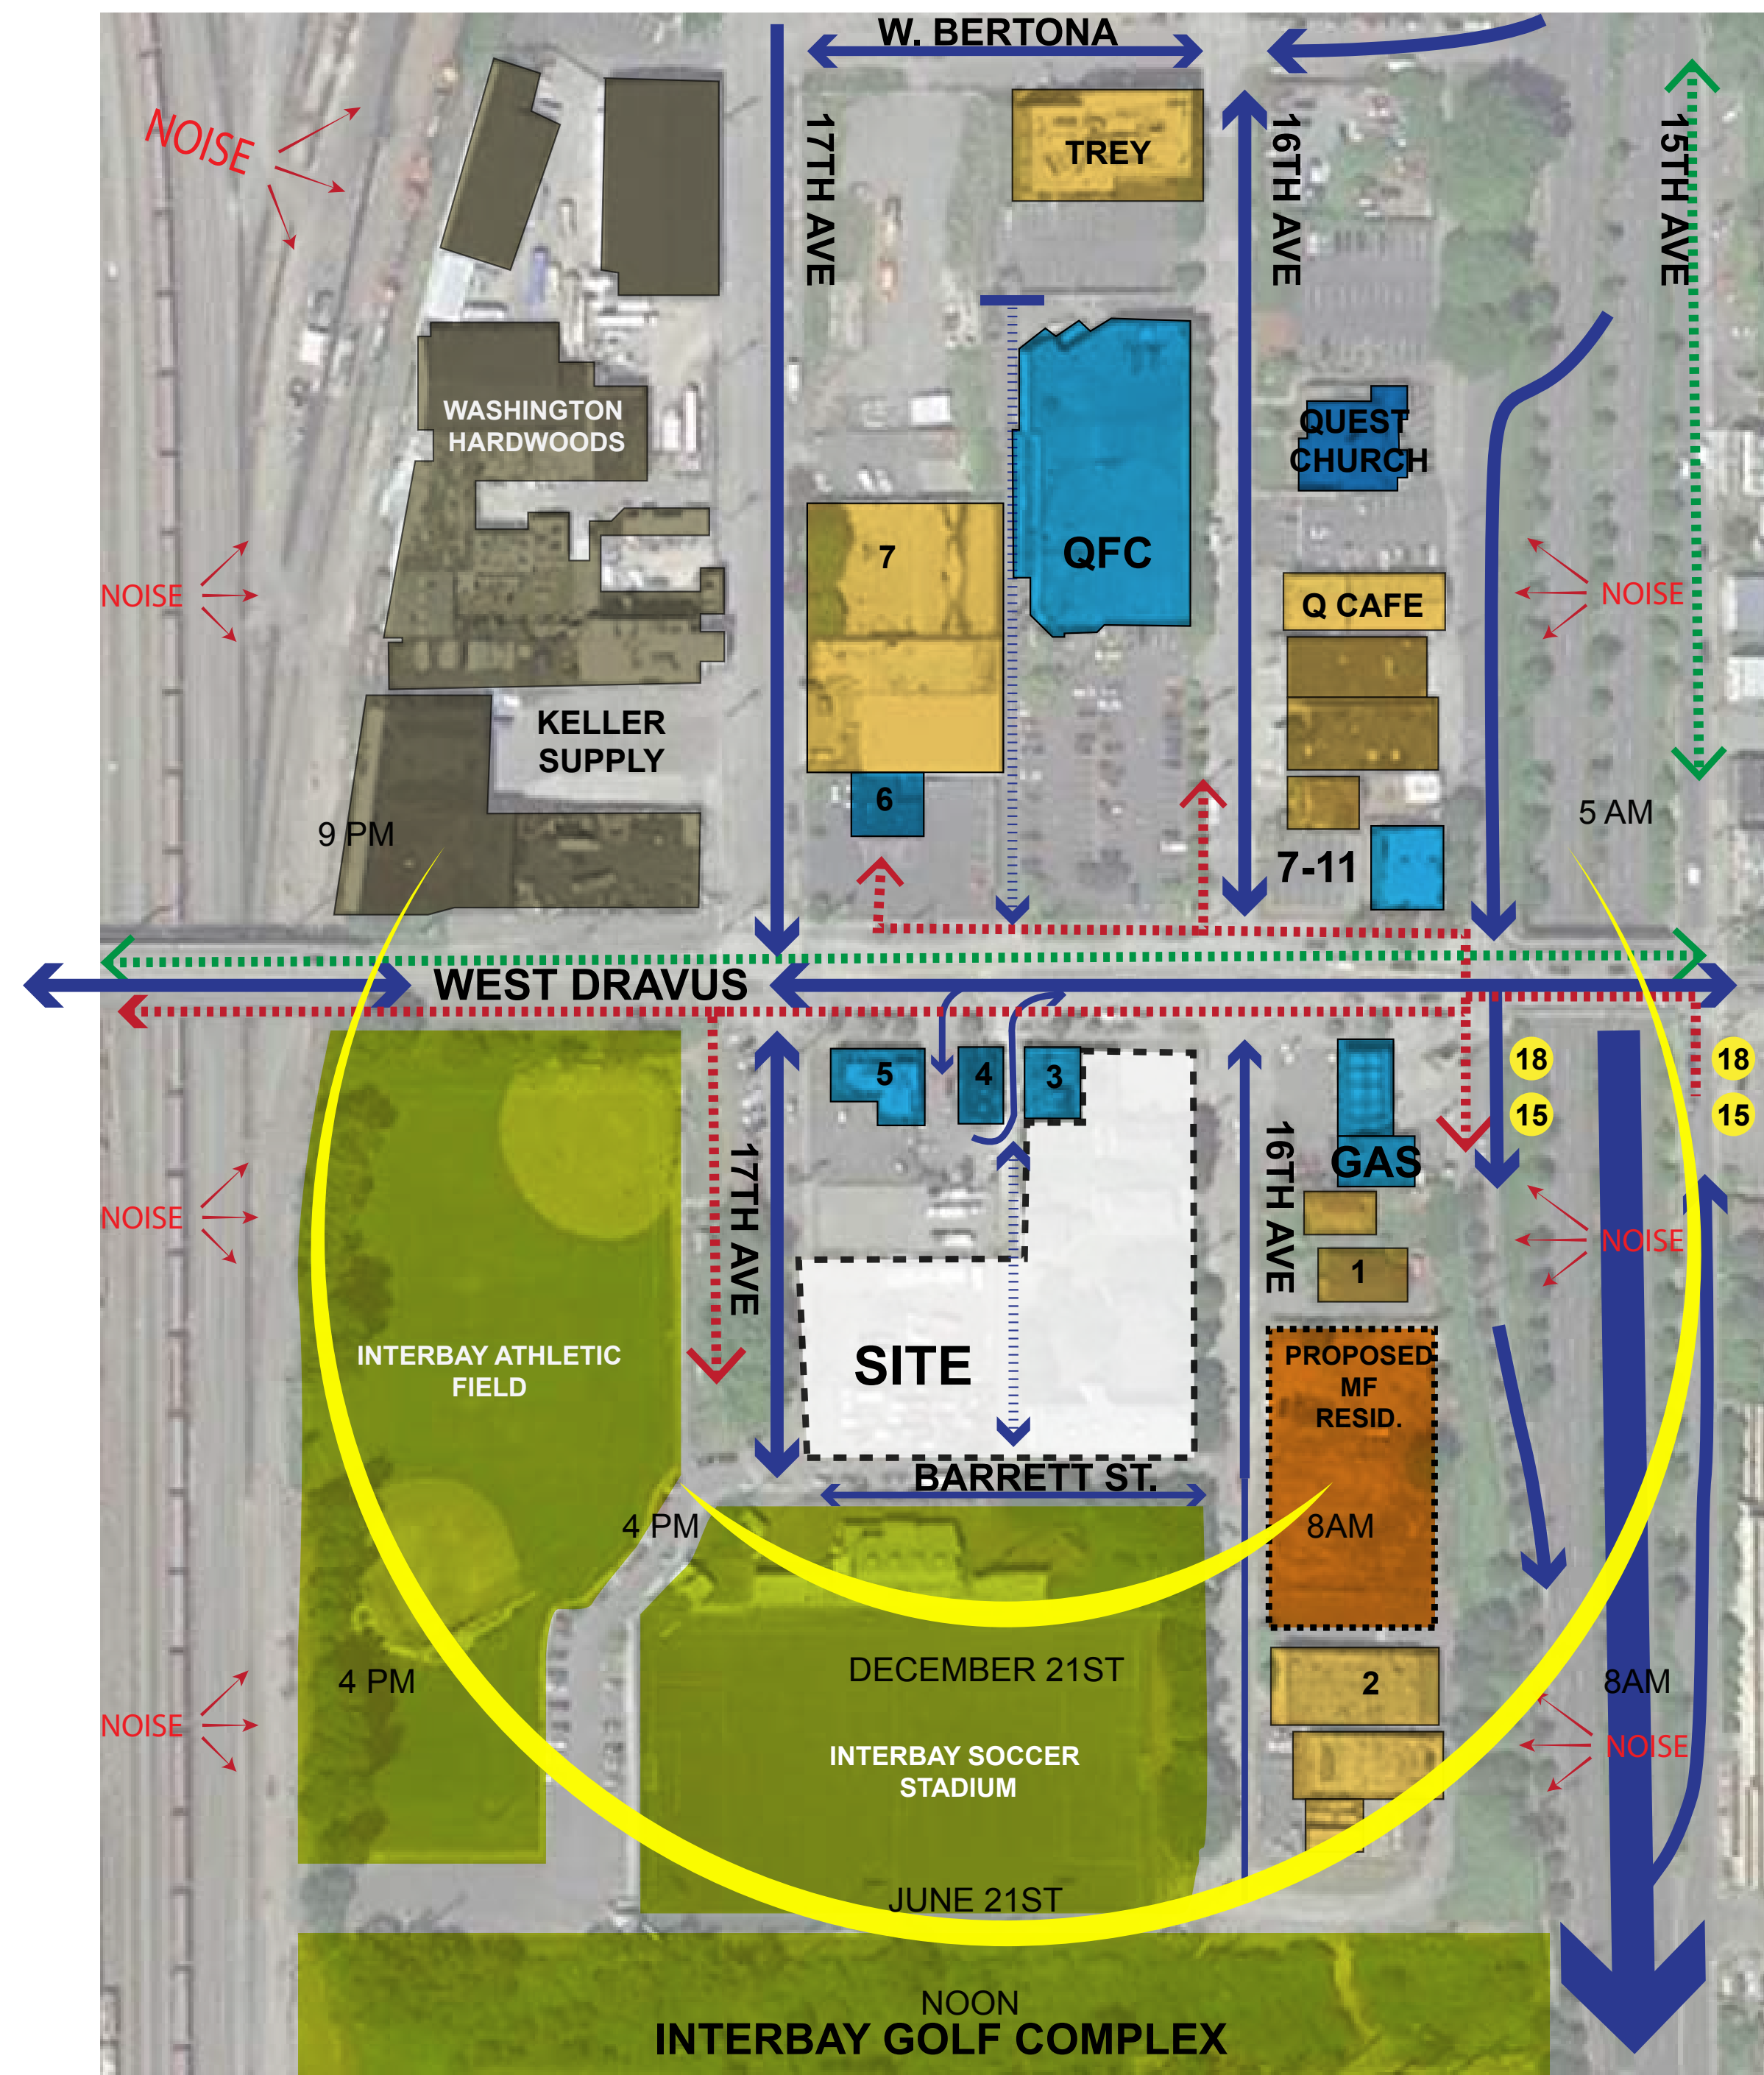 W. BERTONA
NOISE
17TH AVE
TREY
16TH AVE
15TH AVE
WASHINGTON
HARDWOODS
QUEST
CHURCH
7
QFC
NOISE
NOISE
Q CAFE
KELLER
SUPPLY
6
9 PM
5 AM
7-11
WEST DRAVUS
5
4
3
18
18
15
15
17TH AVE
16TH AVE
GAS
NOISE
NOISE
1
INTERBAY ATHLETIC
FIELD
SITE
PROPOSED
MF
RESID.
BARRETT ST.
4 PM
8AM
DECEMBER 21ST
4 PM
2
8AM
NOISE
NOISE
INTERBAY SOCCER
STADIUM
JUNE 21ST
NOON
INTERBAY GOLF COMPLEX